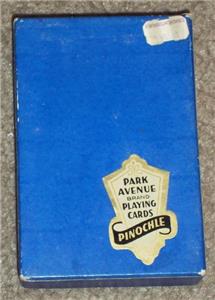 PARK
AVENUE
BRAND
PLAYING
CARDS
PINOCHLE